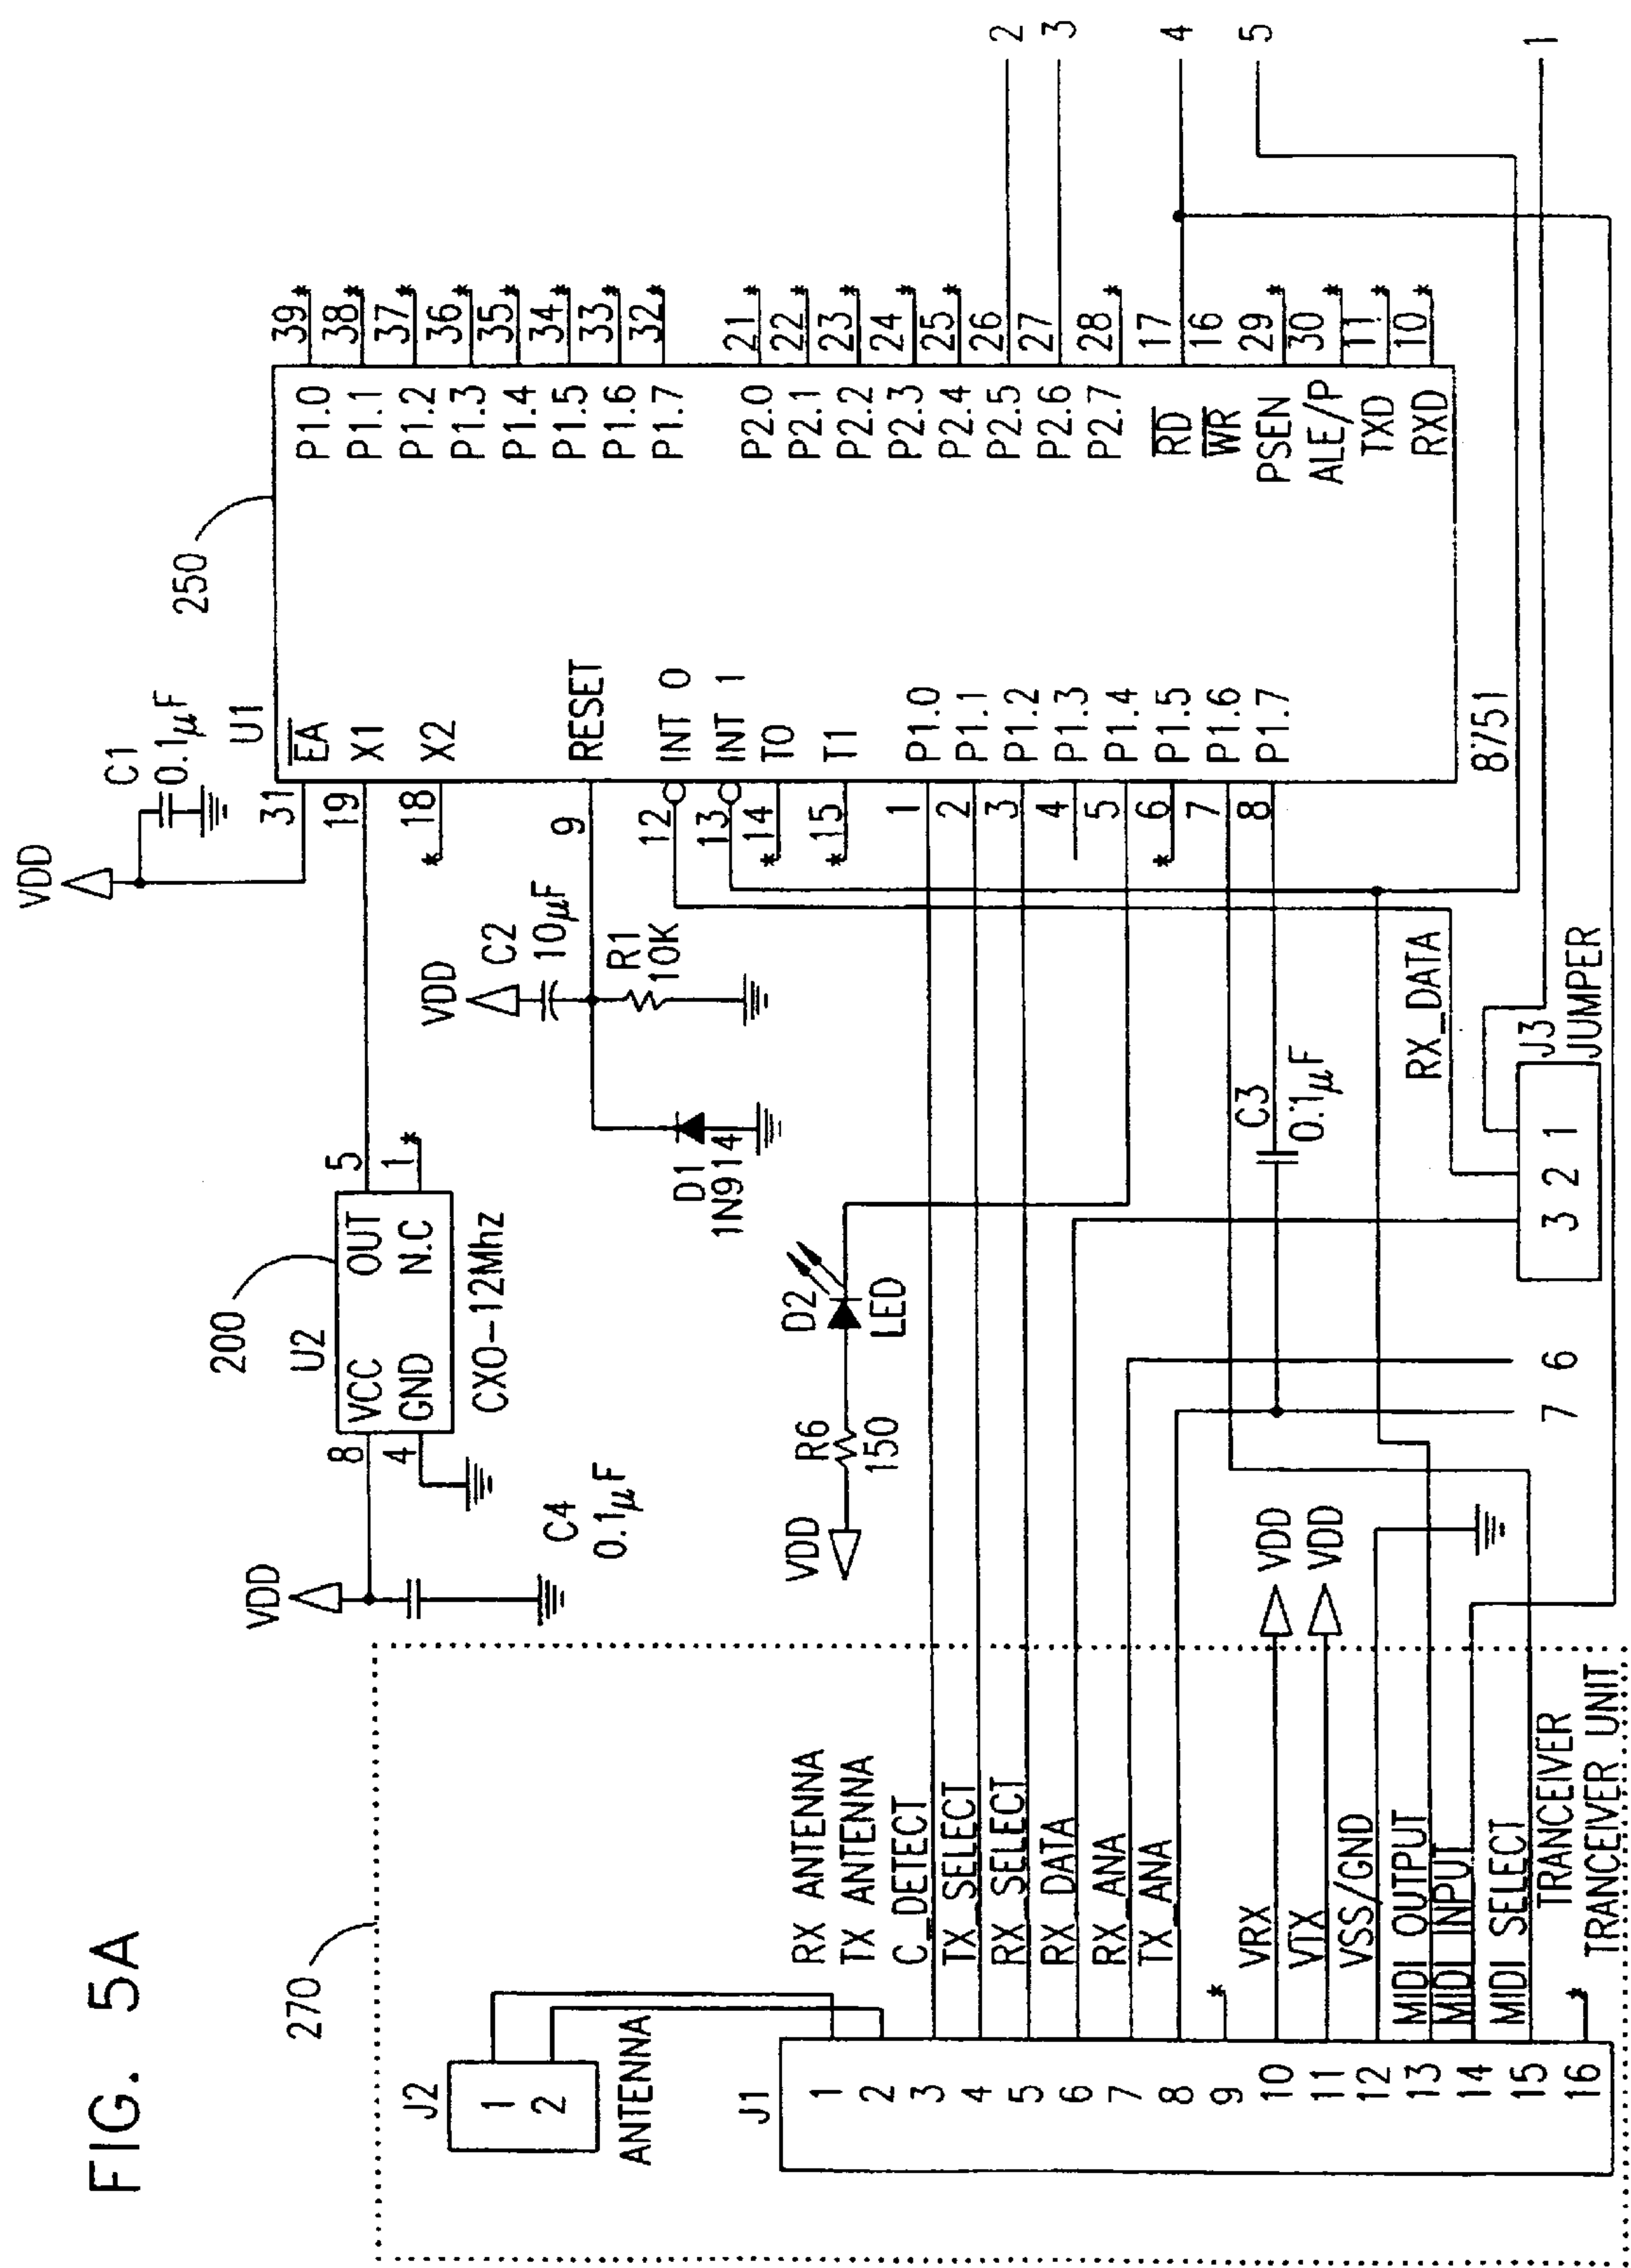 FIG. 5A
270
J2
1
2
ANTENNA
J1
1
2
3
4
5
6
7
8
9
10
11
12
13
14
15
16
RX ANTENNA
TX ANTENNA
C_DETECT
TX_SELECT
RX_SELECT
RX_DATA
RX_ANA
TX_ANA
*
VRX
VTX
VSS/GND
MIDI OUTPUT
MIDI INPUT
MIDI SELECT
*
TRANCEIVER
TRANCEIVER UNIT
VDD
VDD
VDD
C4
0.1μF
200
U2
8 VCC OUT 5
4 GND N.C 1*
CXO-12Mhz
VDD
R6
150
D2
LED
D1
1N914
VDD
C2
10μF
R1
10K
C3
0.1μF
7
6
3 2 1
J3
JUMPER
RX_DATA
VDD
C1
0.1μF
U1
250
31 EA
19 X1
*18 X2
9 RESET
12 INT 0
13 INT 1
*14 T0
*15 T1
1 P1.0
2 P1.1
3 P1.2
4 P1.3
5 P1.4
*6 P1.5
7 P1.6
8 P1.7
8751
P1.0 39*
P1.1 38*
P1.2 37*
P1.3 36*
P1.4 35*
P1.5 34*
P1.6 33*
P1.7 32*
P2.0 21*
P2.1 22*
P2.2 23*
P2.3 24*
P2.4 25*
P2.5 26
P2.6 27
P2.7 28*
RD 17
WR 16
PSEN 29*
ALE/P 30*
TXD 11*
RXD 10*
2
3
4
5
1